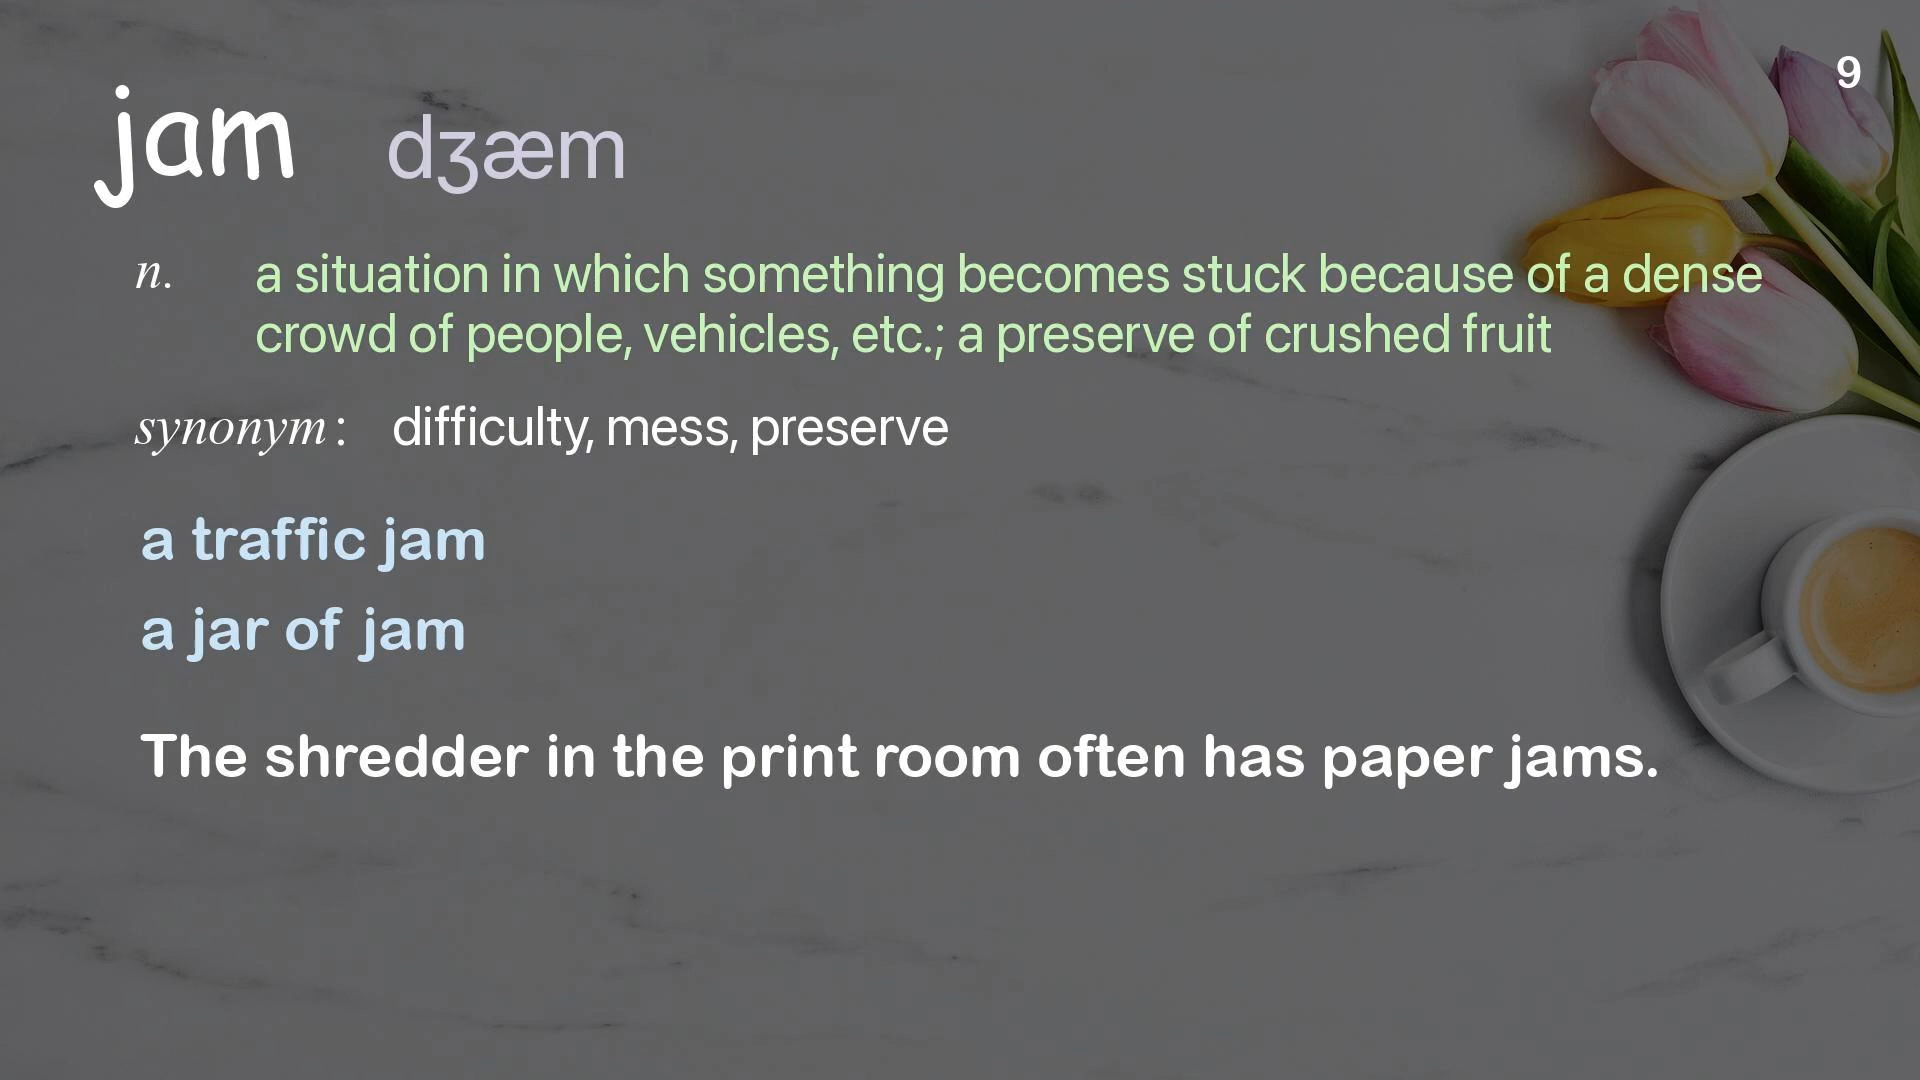 9
jam dʒæm
n. a situation in which something becomes stuck because of a dense
crowd of people, vehicles, etc.; a preserve of crushed fruit
synonym: difficulty, mess, preserve
a traffic jam
a jar of jam
The shredder in the print room often has paper jams.